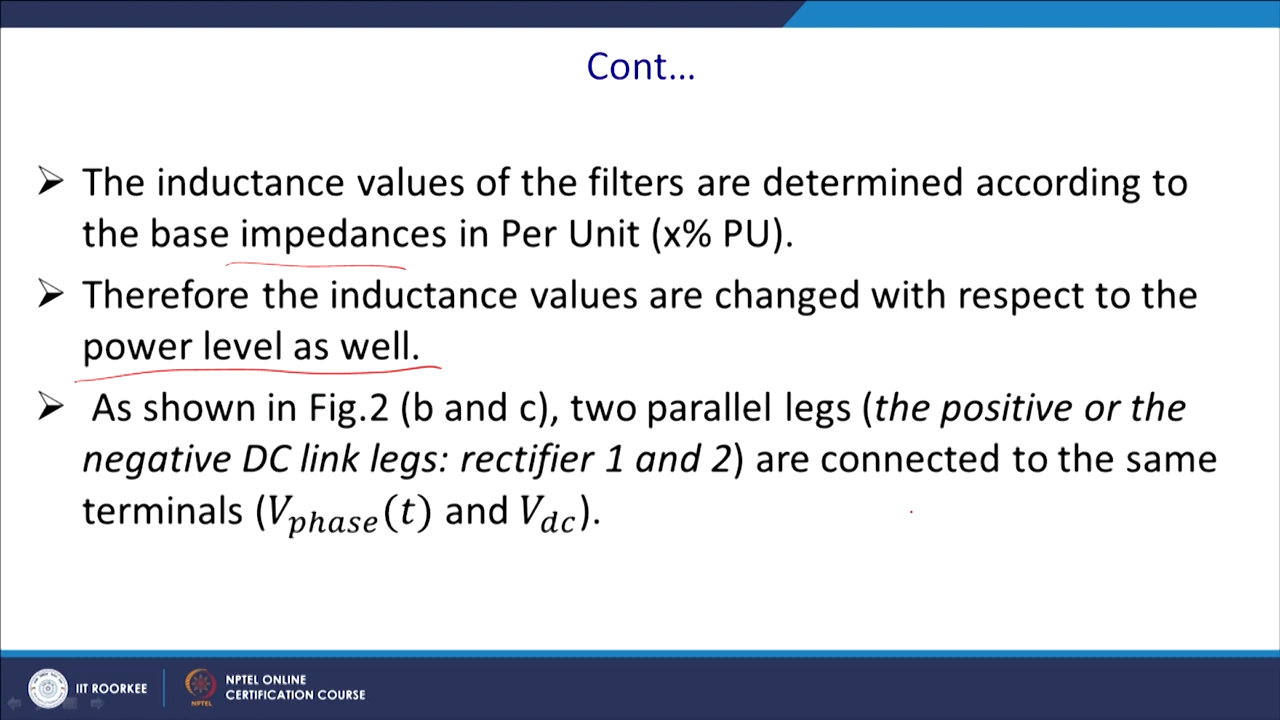 Cont...
➢ The inductance values of the filters are determined according to
the base impedances in Per Unit (x% PU).
➢ Therefore the inductance values are changed with respect to the
power level as well.
➢ As shown in Fig.2 (b and c), two parallel legs (the positive or the
negative DC link legs: rectifier 1 and 2) are connected to the same
terminals (V_phase(t) and V_dc).
IIT ROORKEE
NPTEL
NPTEL ONLINE
CERTIFICATION COURSE